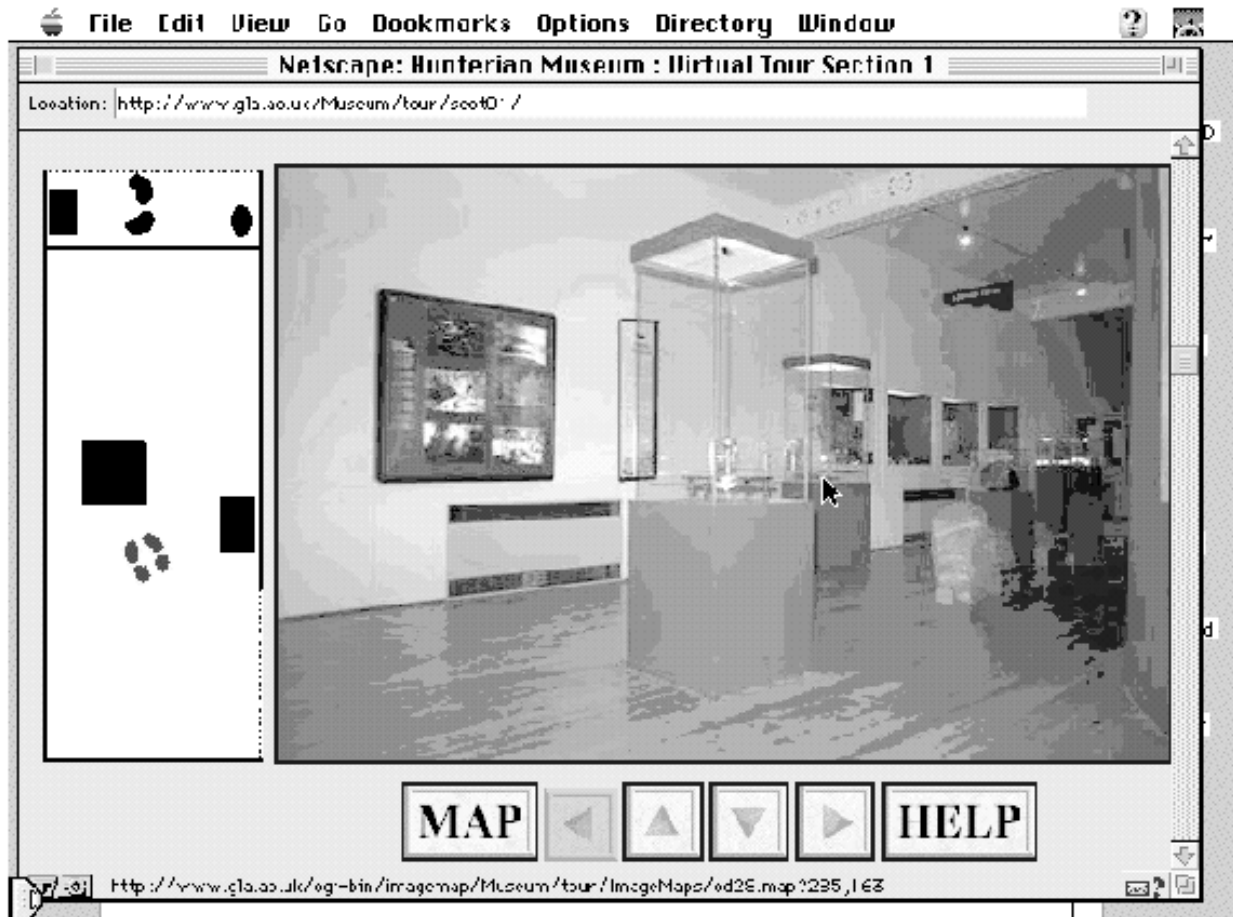 File Edit View Go Bookmarks Options Directory Window
Netscape: Hunterian Museum : Virtual Tour Section 1
Location: http://www.gla.ac.uk/Museum/tour/scot01/
MAP HELP
http://www.gla.ac.uk/cgi-bin/imagemap/Museum/tour/ImageMaps/od28.map?235,163